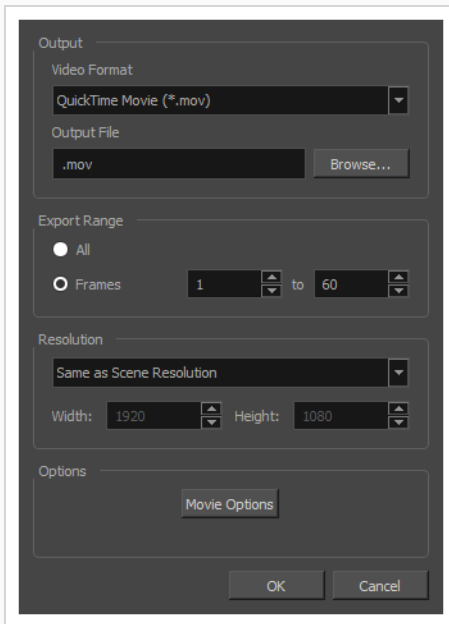 Output
Video Format
QuickTime Movie (*.mov)
Output File
.mov
Browse...
Export Range
All
Frames 1 to 60
Resolution
Same as Scene Resolution
Width: 1920 Height: 1080
Options
Movie Options
OK Cancel